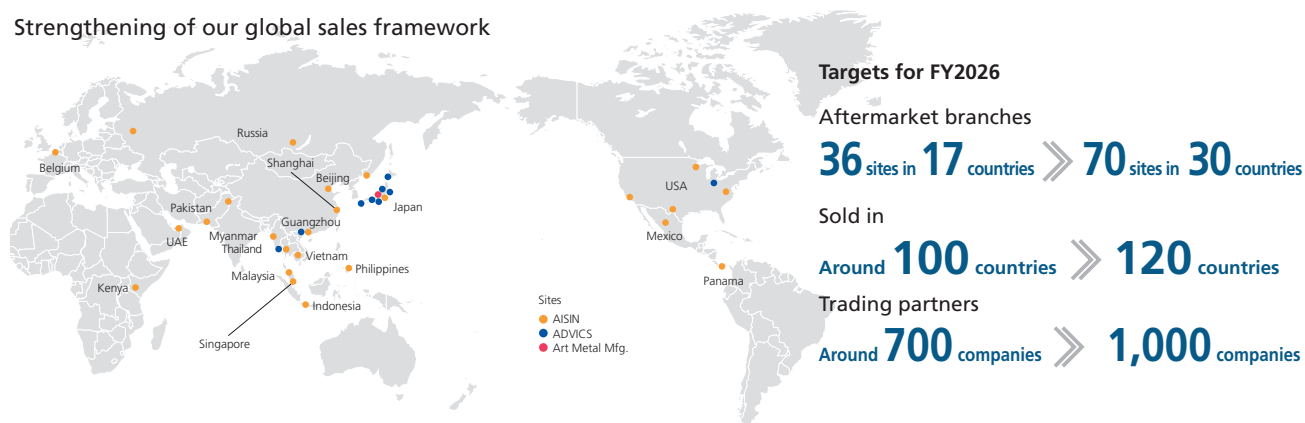 Strengthening of our global sales framework
Russia
Shanghai
Belgium
Beijing
Japan
Pakistan
Guangzhou
UAE
Myanmar
Thailand
Vietnam
Malaysia
Philippines
Kenya
Indonesia
Singapore
USA
Mexico
Panama
Sites
AISIN
ADVICS
Art Metal Mfg.
Targets for FY2026
Aftermarket branches
36 sites in 17 countries 70 sites in 30 countries
Sold in
Around 100 countries 120 countries
Trading partners
Around 700 companies 1,000 companies